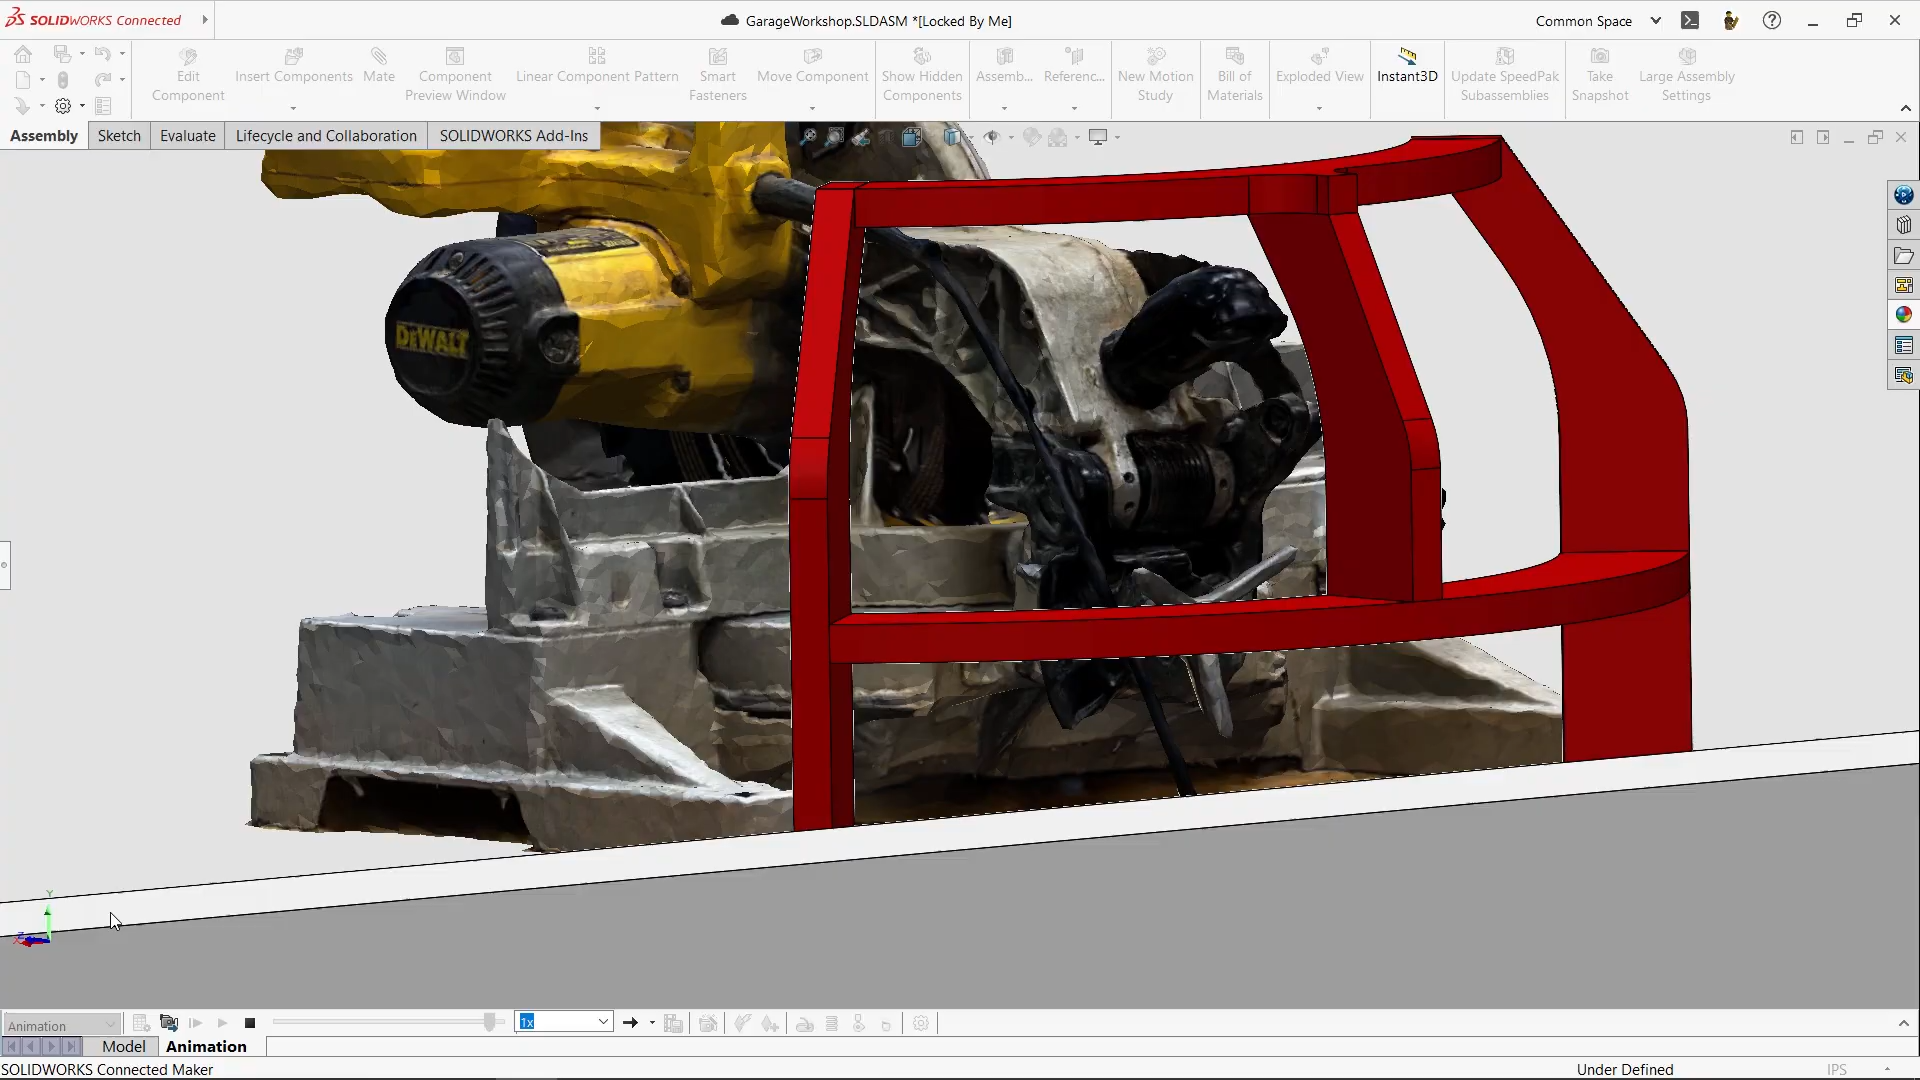 SOLIDWORKS Connected
GarageWorkshop.SLDASM *[Locked By Me]
Common Space
Edit
Component
Insert Components
Mate
Component
Preview Window
Linear Component Pattern
Smart
Fasteners
Move Component
Show Hidden
Components
Assemb...
Referenc...
New Motion
Study
Bill of
Materials
Exploded View
Instant3D
Update SpeedPak
Subassemblies
Take
Snapshot
Large Assembly
Settings
Assembly
Sketch
Evaluate
Lifecycle and Collaboration
SOLIDWORKS Add-Ins
DEWALT
Y
Z
X
Animation
1x
Model
Animation
SOLIDWORKS Connected Maker
Under Defined
IPS